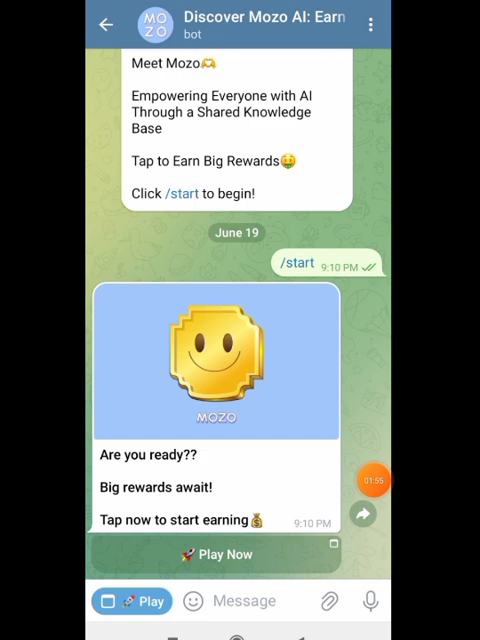 MO
ZO
Discover Mozo AI: Earn
bot
Meet Mozo🫶
Empowering Everyone with AI
Through a Shared Knowledge
Base
Tap to Earn Big Rewards🤑
Click /start to begin!
June 19
/start 9:10 PM
MOZO
Are you ready??
Big rewards await!
Tap now to start earning💰 9:10 PM
01:55
🚀 Play Now
🚀 Play
Message